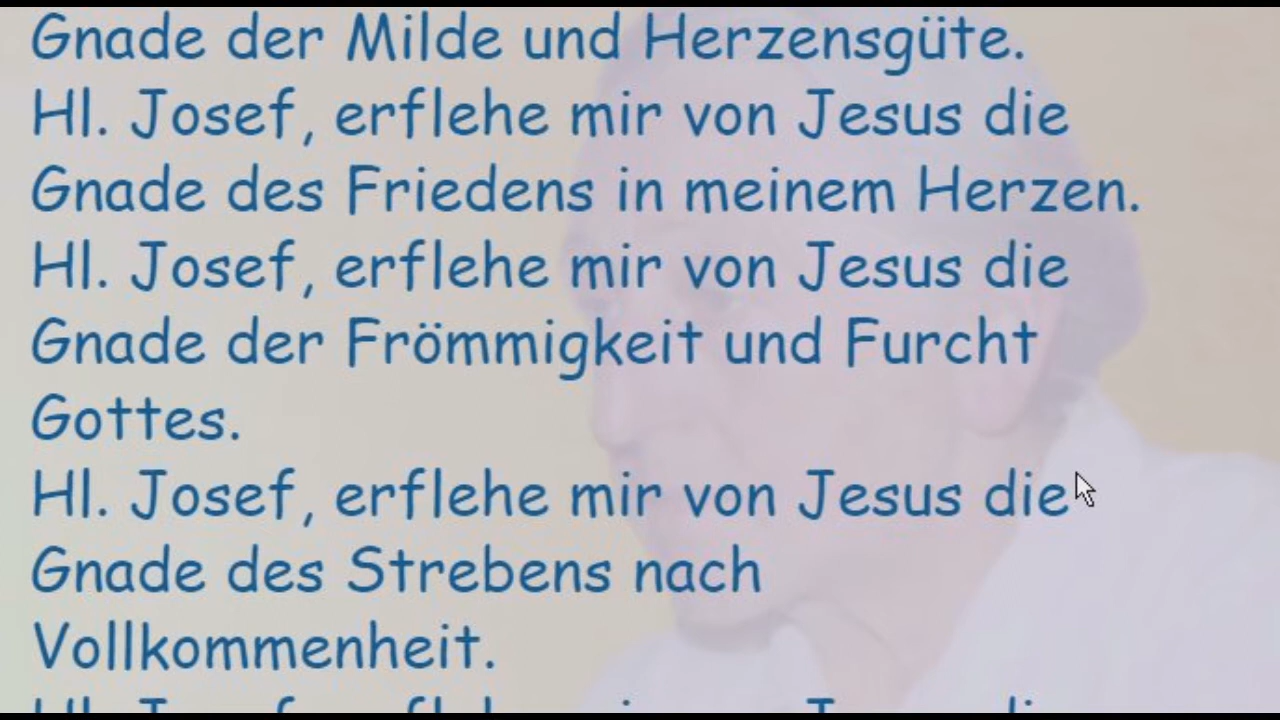 Gnade der Milde und Herzensgüte.
Hl. Josef, erflehe mir von Jesus die
Gnade des Friedens in meinem Herzen.
Hl. Josef, erflehe mir von Jesus die
Gnade der Frömmigkeit und Furcht
Gottes.
Hl. Josef, erflehe mir von Jesus die
Gnade des Strebens nach
Vollkommenheit.